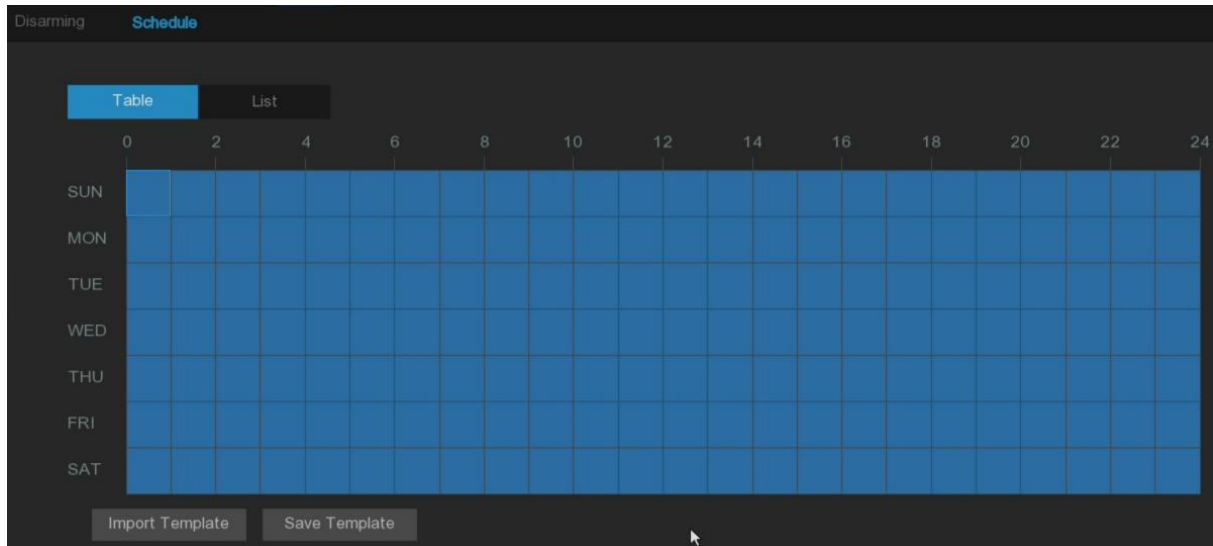 Disarming Schedule
Table List
0 2 4 6 8 10 12 14 16 18 20 22 24
SUN
MON
TUE
WED
THU
FRI
SAT
Import Template Save Template